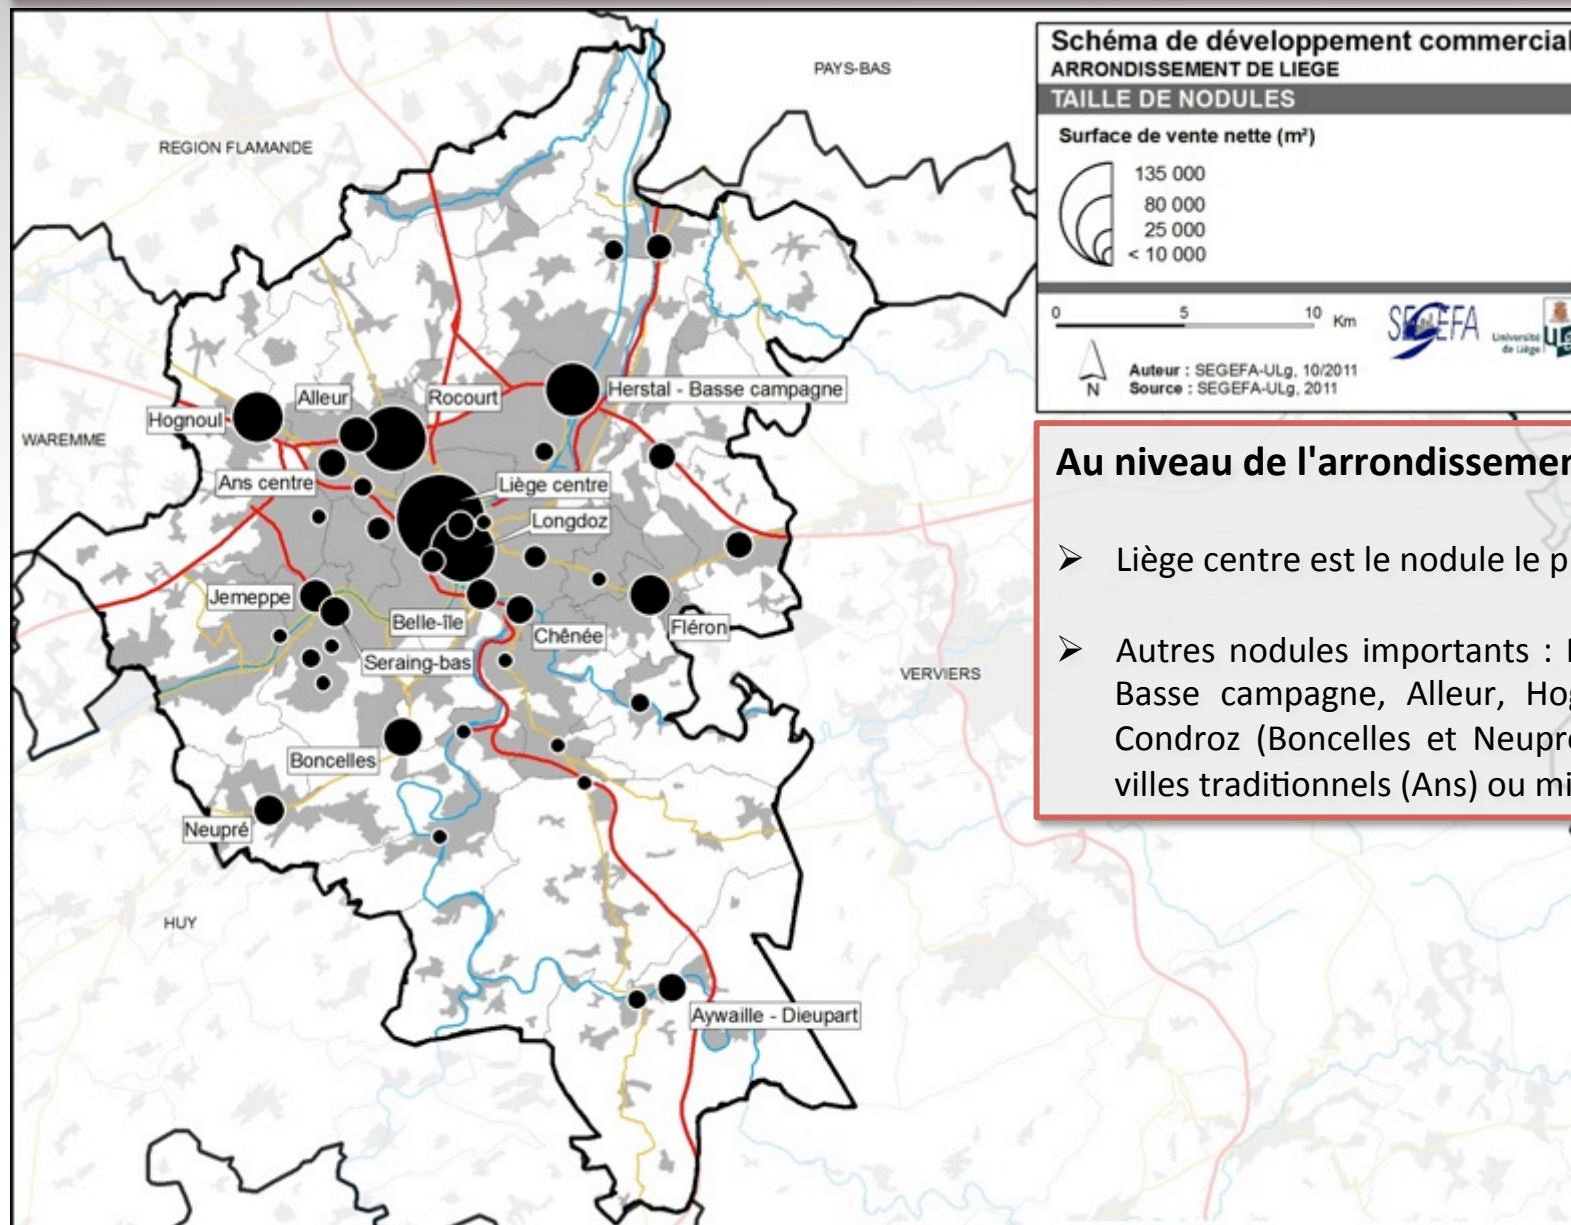 PAYS-BAS
REGION FLAMANDE
Schéma de développement commercial
ARRONDISSEMENT DE LIEGE
TAILLE DE NODULES
Surface de vente nette (m²)
135 000
80 000
25 000
< 10 000
0 5 10 Km
SEGEFA
Université
de Liège
N
Auteur : SEGEFA-ULg, 10/2011
Source : SEGEFA-ULg, 2011
Alleur
Rocourt
Herstal - Basse campagne
Hognoul
WAREMME
Ans centre
Liège centre
Longdoz
Jemeppe
Belle-île
Chênée
Fléron
Seraing-bas
VERVIERS
Boncelles
Neupré
HUY
Aywaille - Dieupart
Au niveau de l'arrondissemen
➢ Liège centre est le nodule le p
➢ Autres nodules importants :
Basse campagne, Alleur, Hog
Condroz (Boncelles et Neupré
villes traditionnels (Ans) ou mi